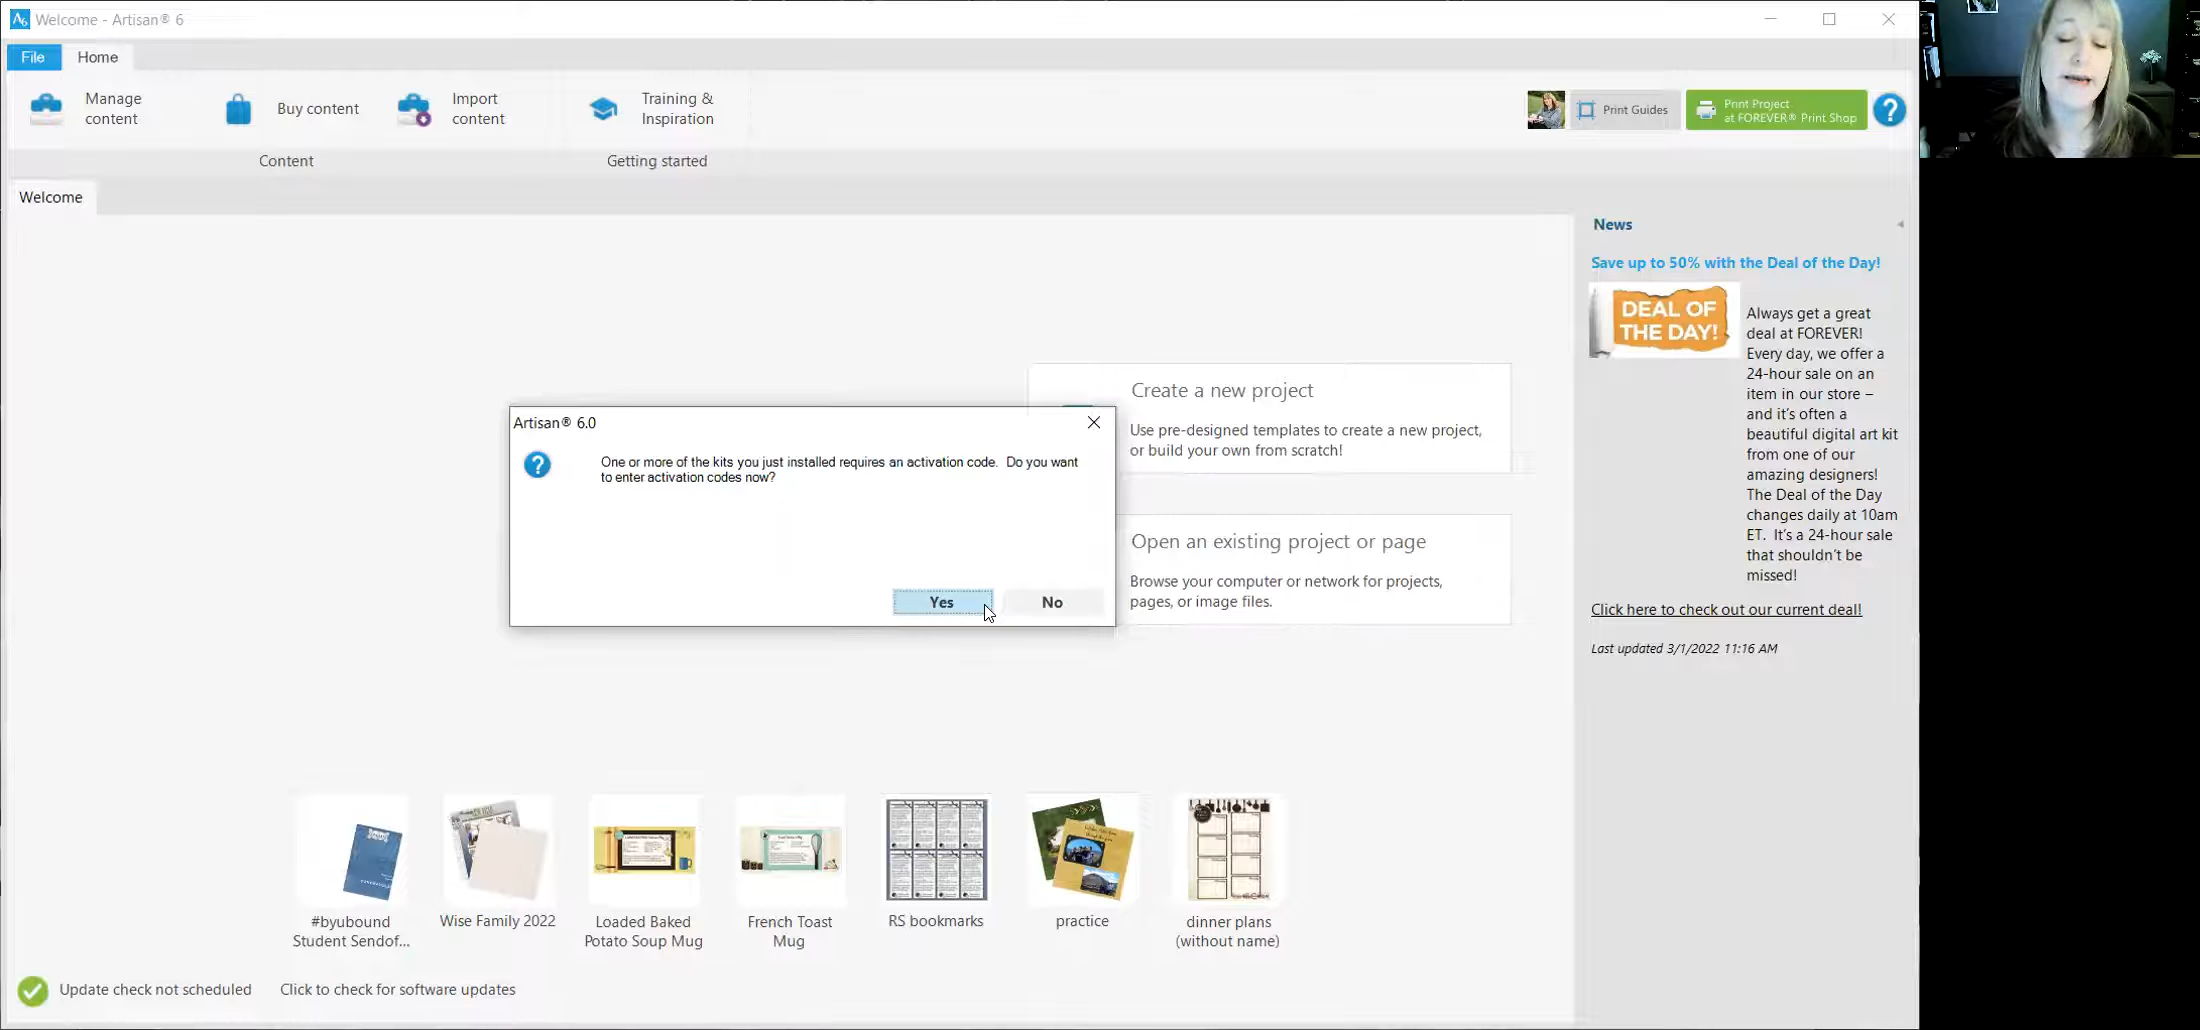 Welcome - Artisan® 6
File
Home
Manage
content
Buy content
Import
content
Training &
Inspiration
Content
Getting started
Print Guides
Print Project
at FOREVER® Print Shop
?
Welcome
News
Save up to 50% with the Deal of the Day!
DEAL OF
THE DAY!
Always get a great
deal at FOREVER!
Every day, we offer a
24-hour sale on an
item in our store –
and it's often a
beautiful digital art kit
from one of our
amazing designers!
The Deal of the Day
changes daily at 10am
ET. It's a 24-hour sale
that shouldn't be
missed!
Click here to check out our current deal!
Last updated 3/1/2022 11:16 AM
Create a new project
Use pre-designed templates to create a new project,
or build your own from scratch!
Artisan® 6.0
One or more of the kits you just installed requires an activation code. Do you want
to enter activation codes now?
Yes
No
Open an existing project or page
Browse your computer or network for projects,
pages, or image files.
#byubound
Student Sendof...
Wise Family 2022
Loaded Baked
Potato Soup Mug
French Toast
Mug
RS bookmarks
practice
dinner plans
(without name)
Update check not scheduled
Click to check for software updates